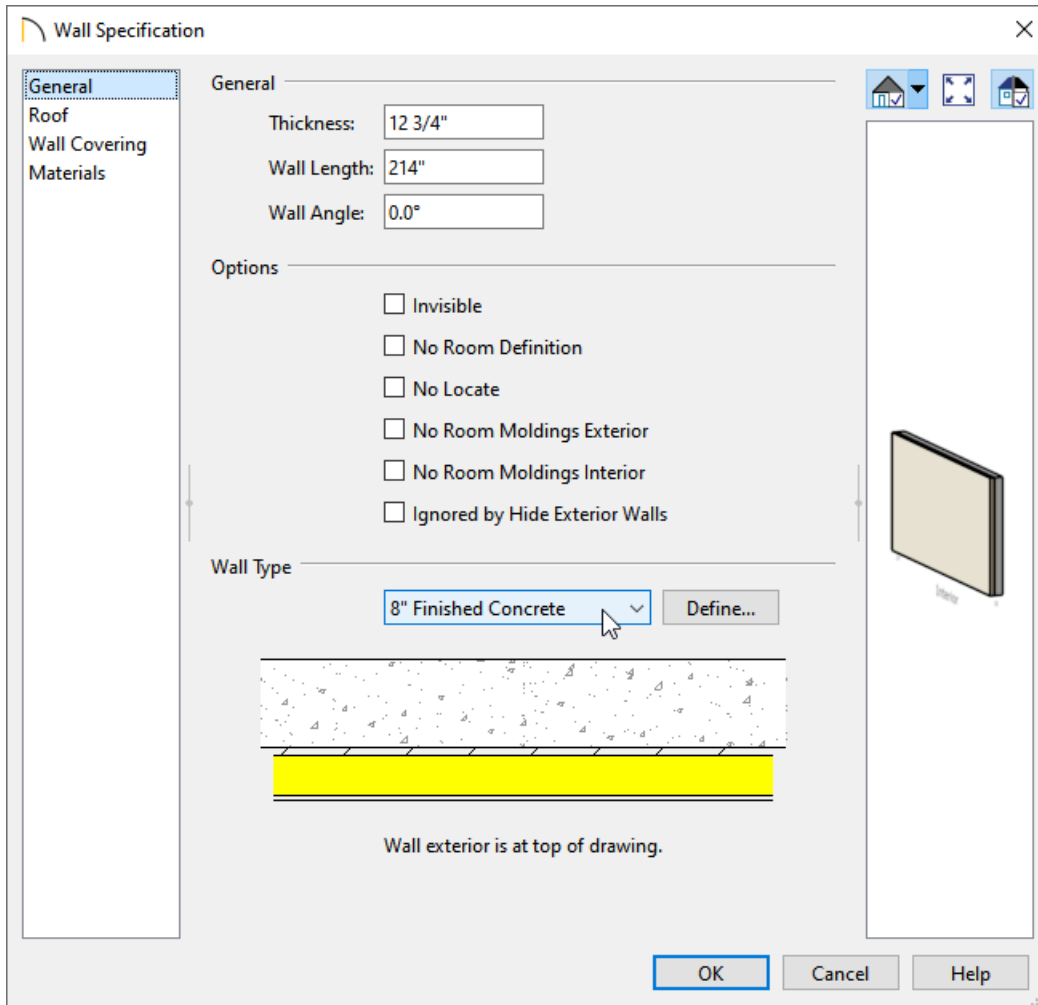 Wall Specification
General
Roof
Wall Covering
Materials
General
Thickness: 12 3/4"
Wall Length: 214"
Wall Angle: 0.0°
Options
Invisible
No Room Definition
No Locate
No Room Moldings Exterior
No Room Moldings Interior
Ignored by Hide Exterior Walls
Wall Type
8" Finished Concrete Define...
Wall exterior is at top of drawing.
Interior
OK Cancel Help